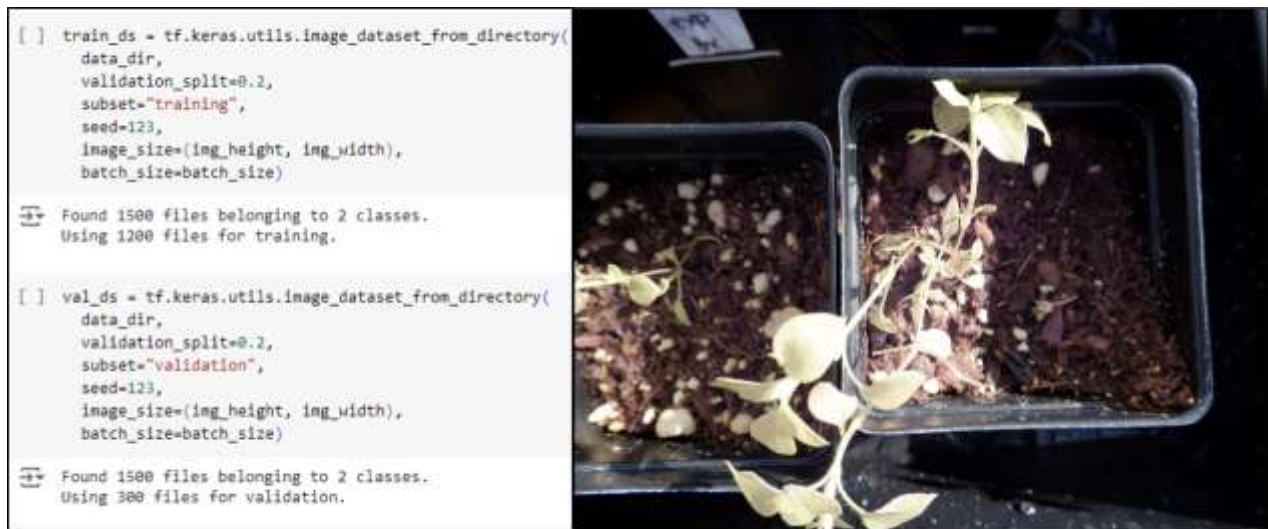 [ ] train_ds = tf.keras.utils.image_dataset_from_directory(
data_dir,
validation_split=0.2,
subset="training",
seed=123,
image_size=(img_height, img_width),
batch_size=batch_size)
Found 1500 files belonging to 2 classes.
Using 1200 files for training.
[ ] val_ds = tf.keras.utils.image_dataset_from_directory(
data_dir,
validation_split=0.2,
subset="validation",
seed=123,
image_size=(img_height, img_width),
batch_size=batch_size)
Found 1500 files belonging to 2 classes.
Using 300 files for validation.